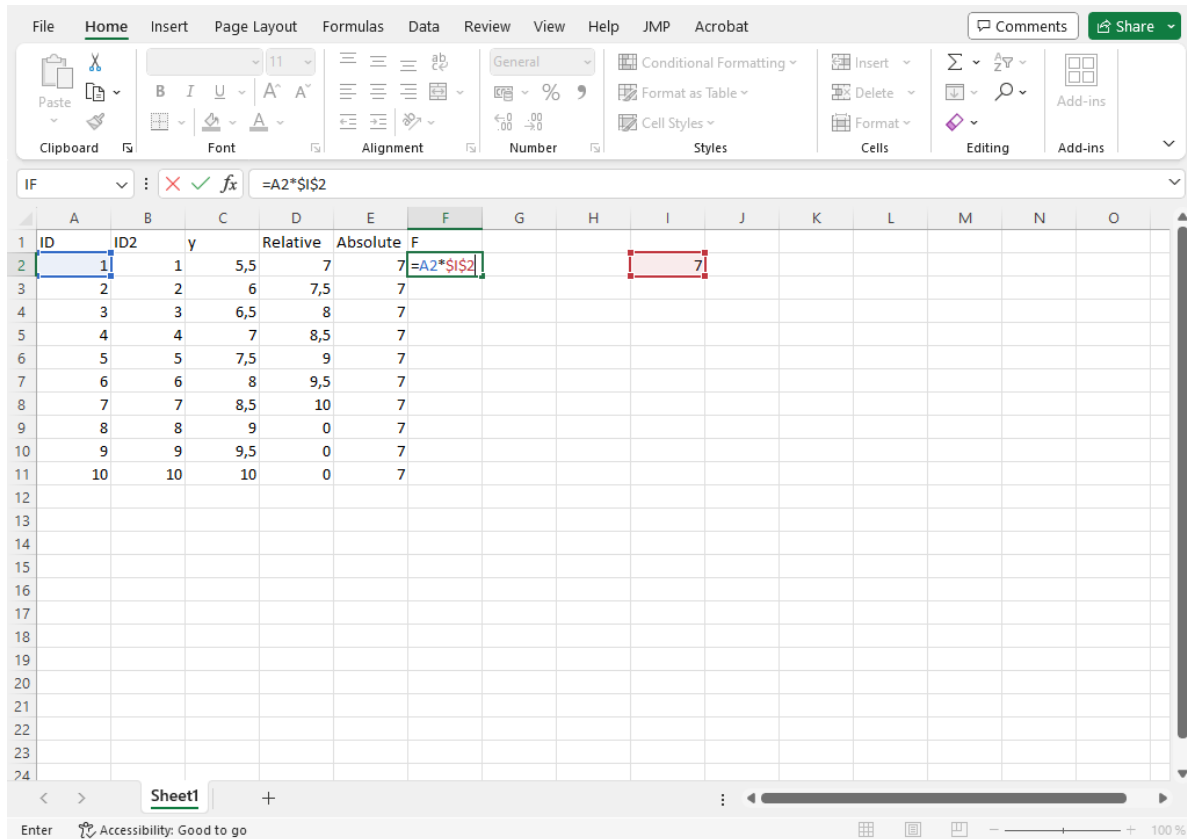 File Home Insert Page Layout Formulas Data Review View Help JMP Acrobat Comments Share
Paste
Clipboard
11
B I U A A
A
Font
ab
Alignment
General
%
Number
Conditional Formatting
Format as Table
Cell Styles
Styles
Insert
Delete
Format
Cells
Editing
Add-ins
Add-ins
IF fx =A2*$I$2
A B C D E F G H I J K L M N O
1 ID ID2 y Relative Absolute F
2 1 1 5,5 7 7 =A2*$I$2 7
3 2 2 6 7,5 7
4 3 3 6,5 8 7
5 4 4 7 8,5 7
6 5 5 7,5 9 7
7 6 6 8 9,5 7
8 7 7 8,5 10 7
9 8 8 9 0 7
10 9 9 9,5 0 7
11 10 10 10 0 7
12
13
14
15
16
17
18
19
20
21
22
23
24
Sheet1
Enter Accessibility: Good to go 100 %